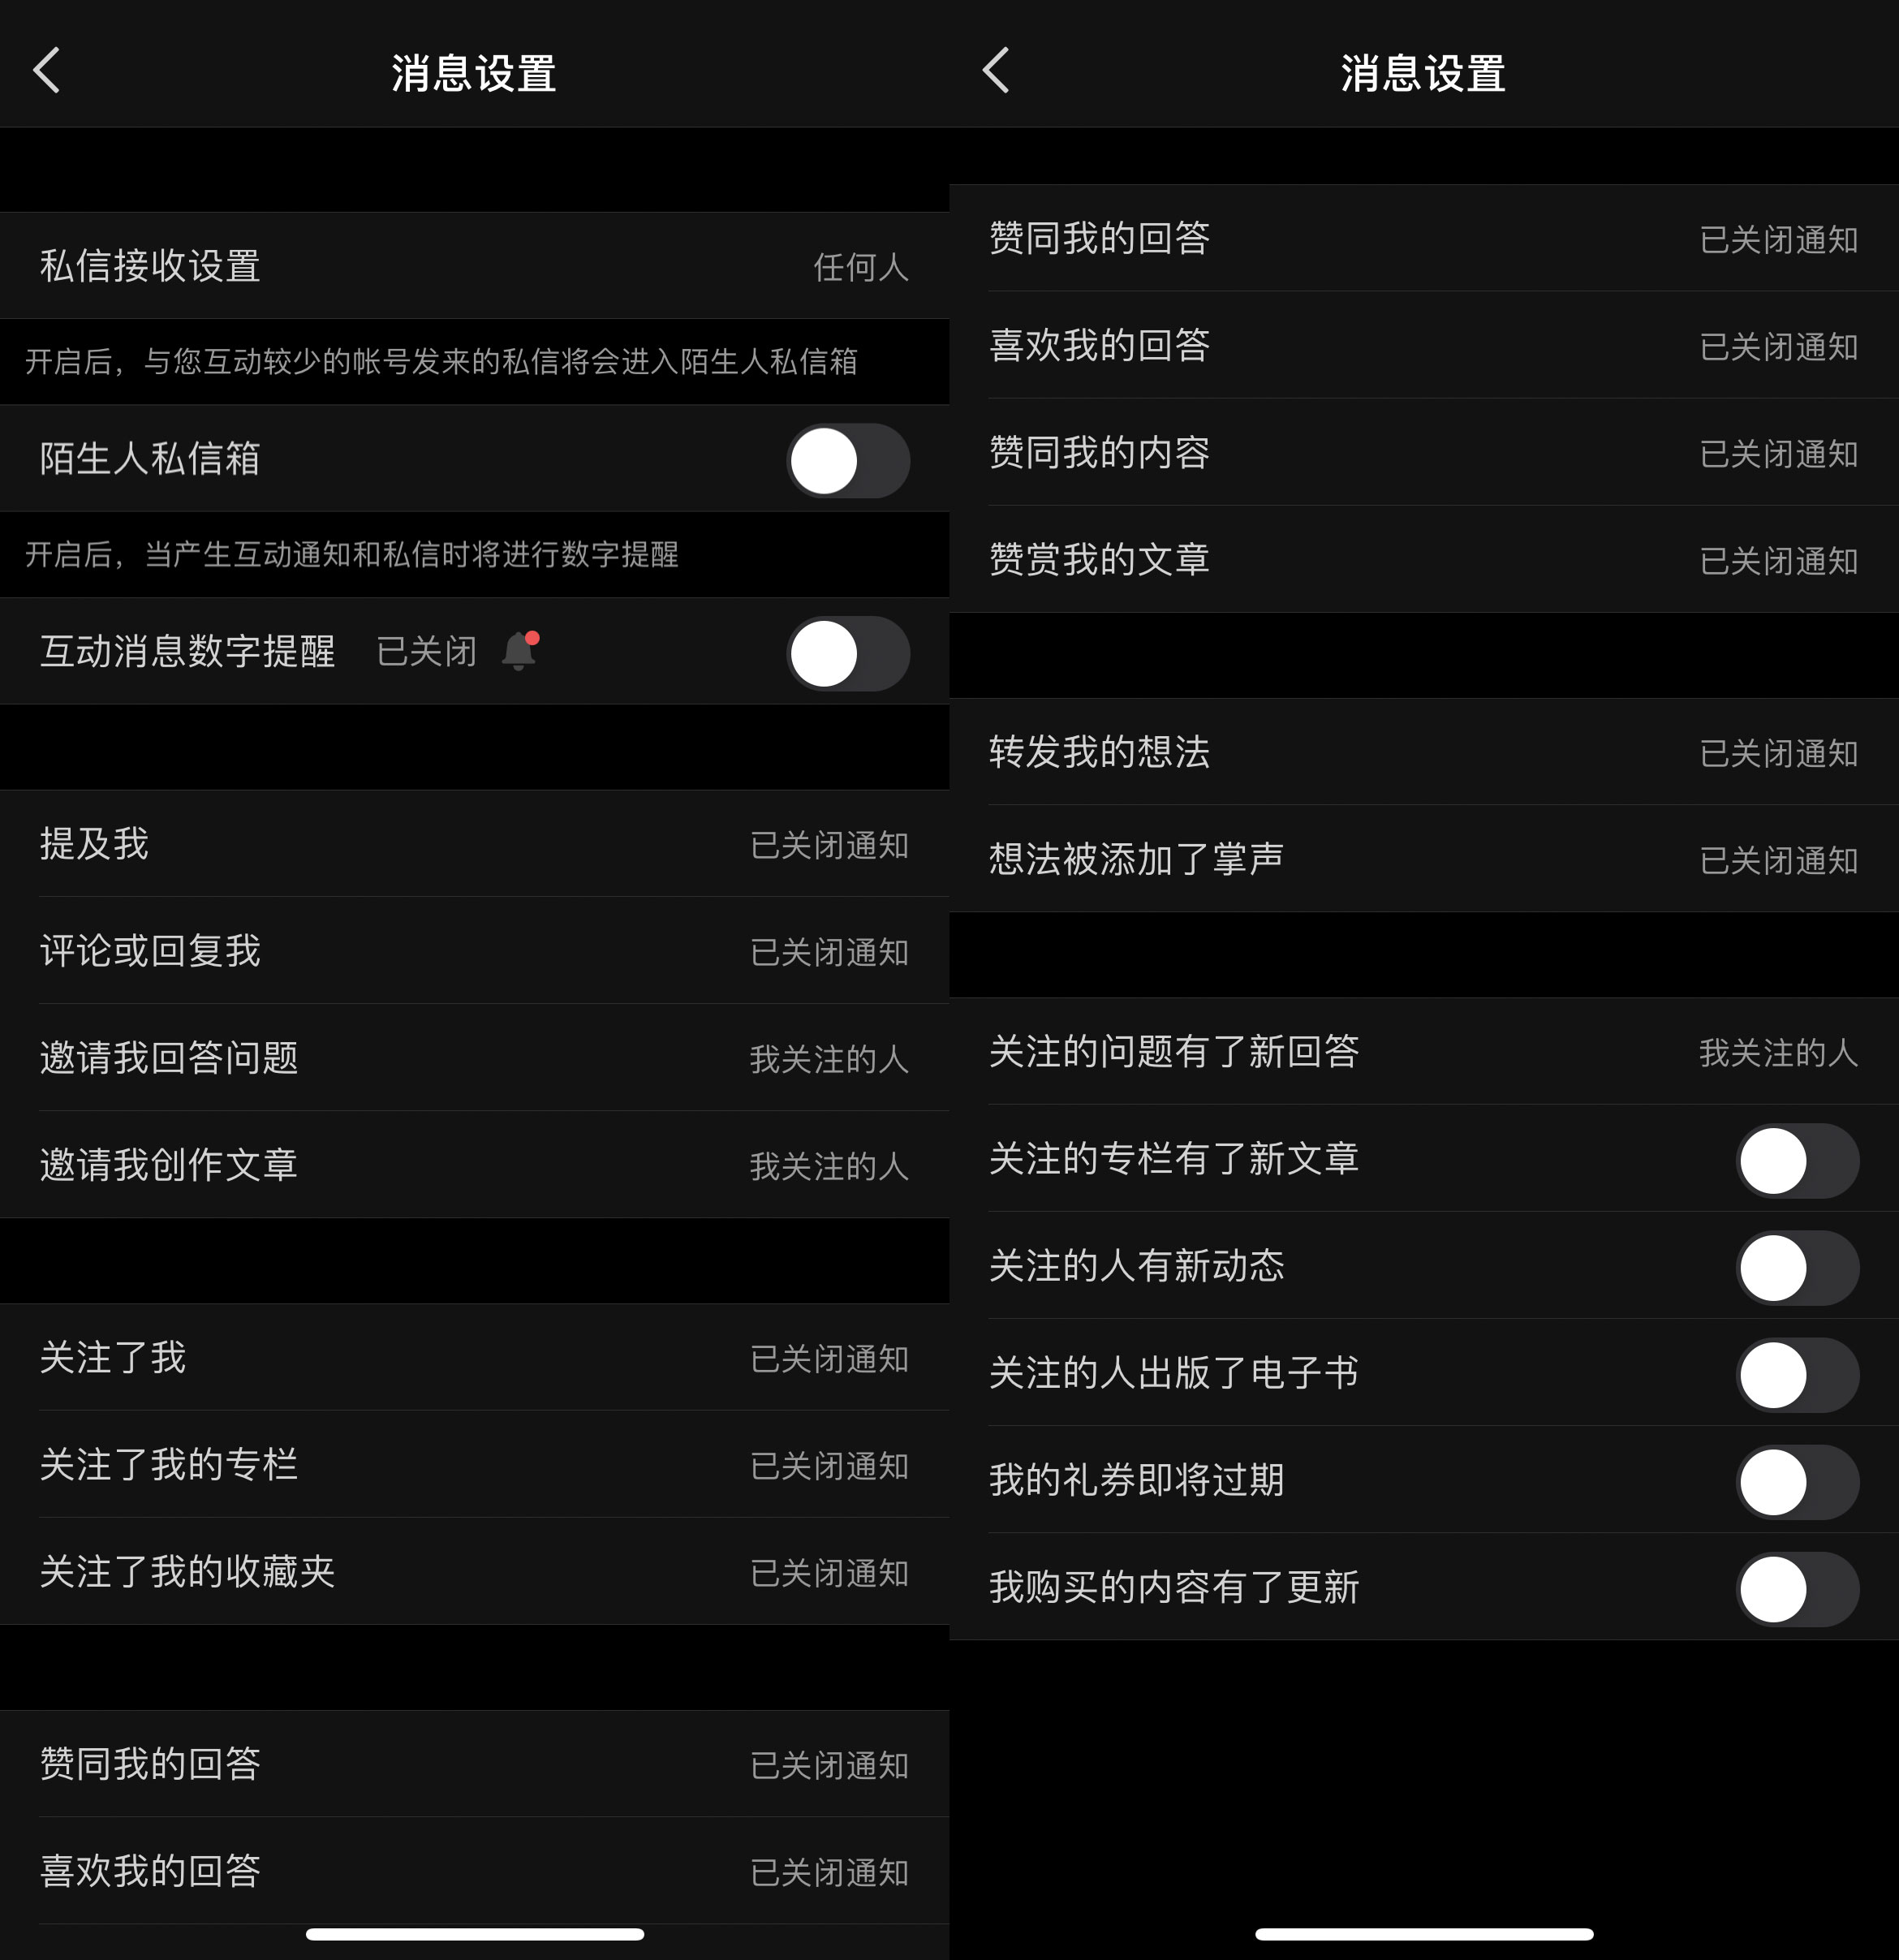 消息设置
私信接收设置 任何人
开启后，与您互动较少的帐号发来的私信将会进入陌生人私信箱
陌生人私信箱
开启后，当产生互动通知和私信时将进行数字提醒
互动消息数字提醒 已关闭
提及我 已关闭通知
评论或回复我 已关闭通知
邀请我回答问题 我关注的人
邀请我创作文章 我关注的人
关注了我 已关闭通知
关注了我的专栏 已关闭通知
关注了我的收藏夹 已关闭通知
赞同我的回答 已关闭通知
喜欢我的回答 已关闭通知
消息设置
赞同我的回答 已关闭通知
喜欢我的回答 已关闭通知
赞同我的内容 已关闭通知
赞赏我的文章 已关闭通知
转发我的想法 已关闭通知
想法被添加了掌声 已关闭通知
关注的问题有了新回答 我关注的人
关注的专栏有了新文章
关注的人有新动态
关注的人出版了电子书
我的礼券即将过期
我购买的内容有了更新